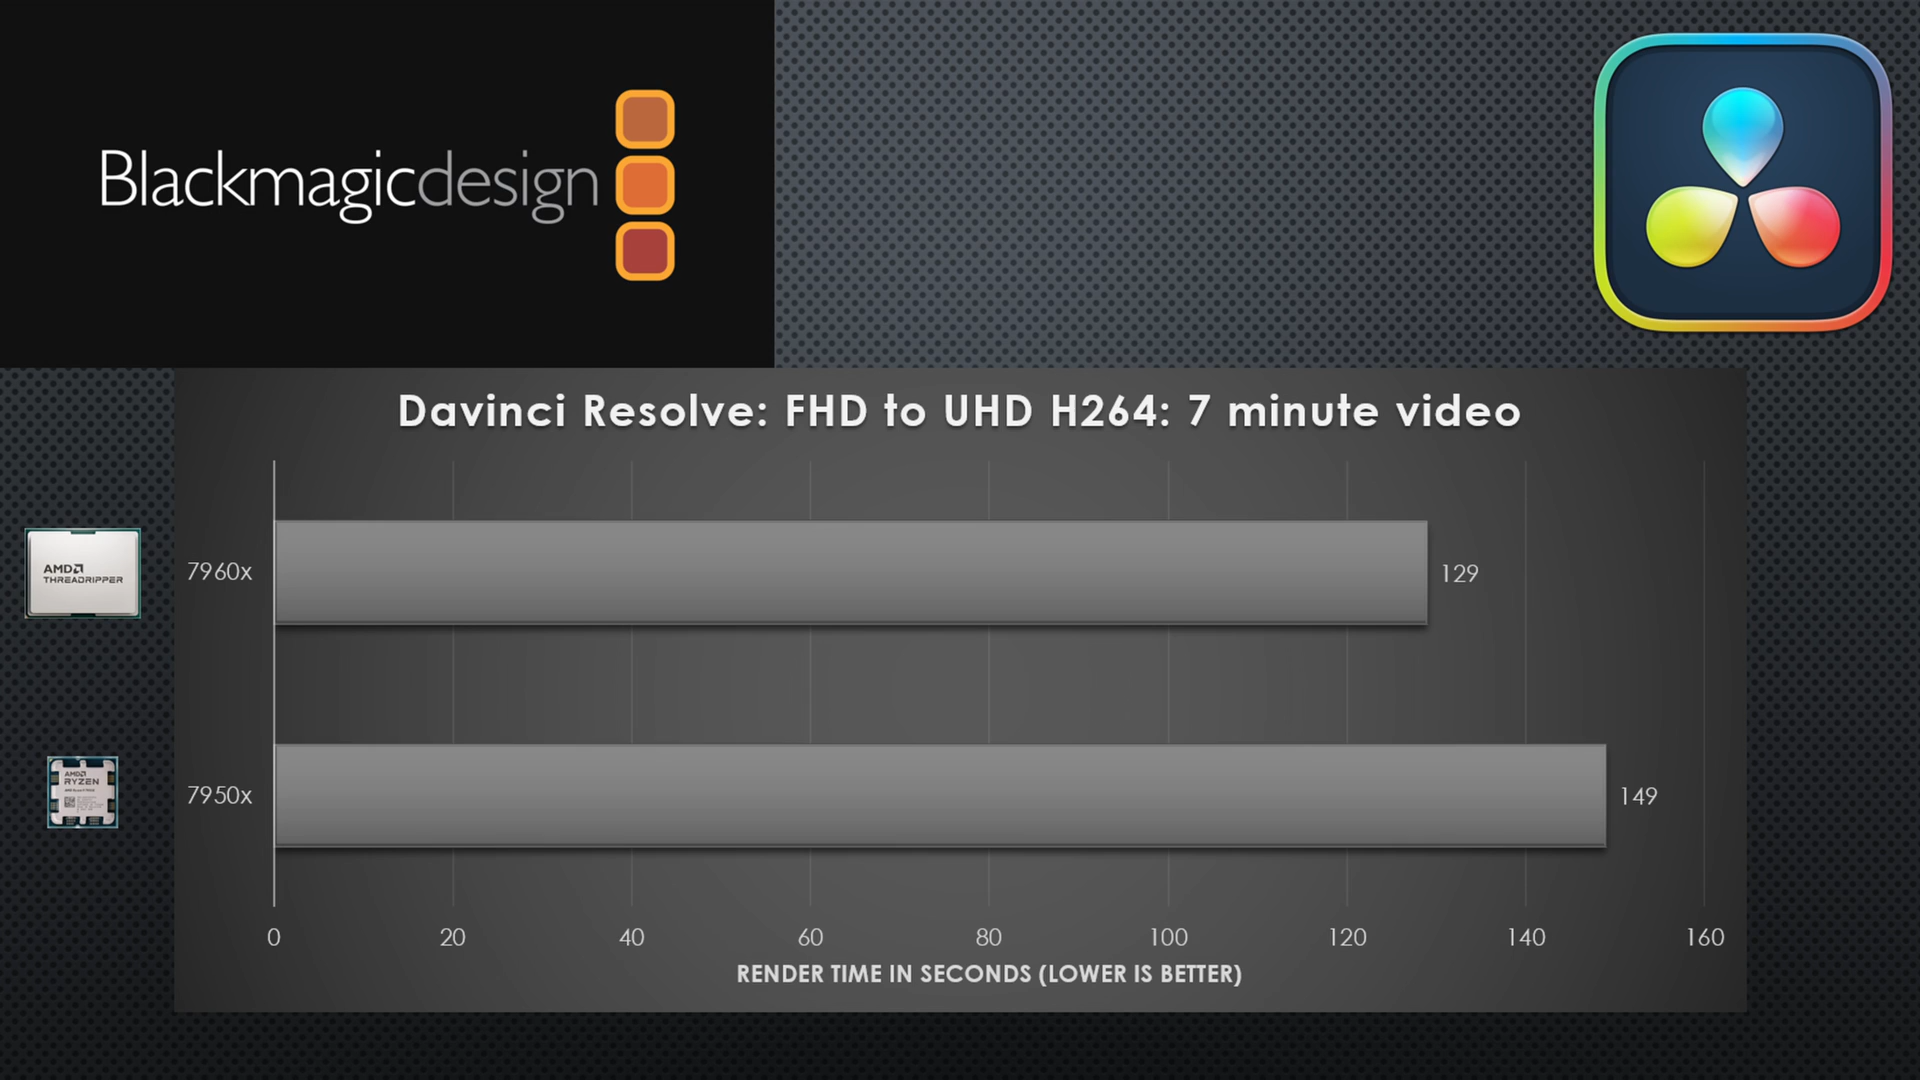 Blackmagicdesign
Davinci Resolve: FHD to UHD H264: 7 minute video
AMD
THREADRIPPER
7960x
129
AMD
RYZEN
7950x
149
0 20 40 60 80 100 120 140 160
RENDER TIME IN SECONDS (LOWER IS BETTER)